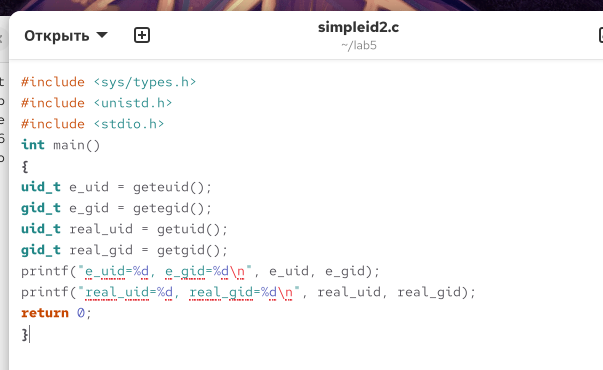 Открыть
simpleid2.c
~/lab5
#include <sys/types.h>
#include <unistd.h>
#include <stdio.h>
int main()
{
uid_t e_uid = geteuid();
gid_t e_gid = getegid();
uid_t real_uid = getuid();
gid_t real_gid = getgid();
printf("e_uid=%d, e_gid=%d\n", e_uid, e_gid);
printf("real_uid=%d, real_gid=%d\n", real_uid, real_gid);
return 0;
}